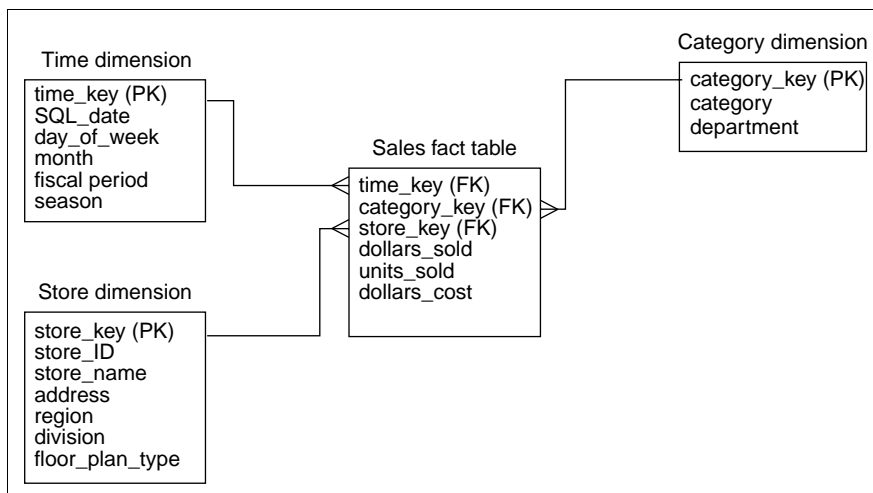 Time dimension
time_key (PK)
SQL_date
day_of_week
month
fiscal period
season
Store dimension
store_key (PK)
store_ID
store_name
address
region
division
floor_plan_type
Sales fact table
time_key (FK)
category_key (FK)
store_key (FK)
dollars_sold
units_sold
dollars_cost
Category dimension
category_key (PK)
category
department